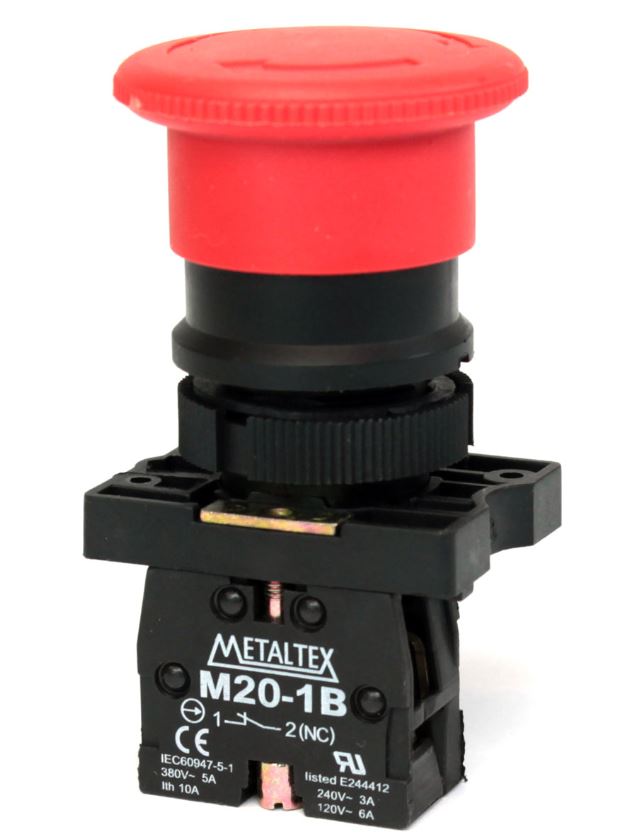 METALTEX
M20-1B
1 2(NC)
CE
IEC60947-5-1
380V~ 5A
Ith 10A
RU
listed E244412
240V~ 3A
120V~ 6A